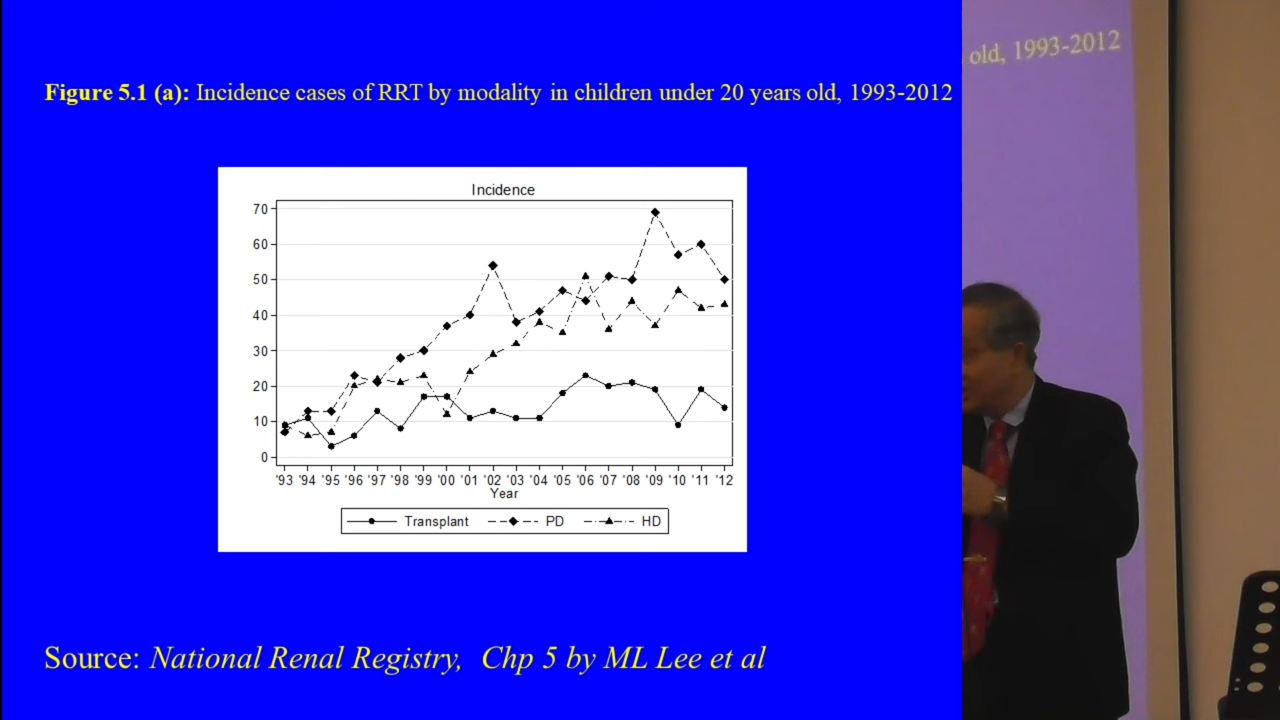 Figure 5.1 (a): Incidence cases of RRT by modality in children under 20 years old, 1993-2012
old, 1993-2012
Incidence
70
60
50
40
30
20
10
0
'93 '94 '95 '96 '97 '98 '99 '00 '01 '02 '03 '04 '05 '06 '07 '08 '09 '10 '11 '12
Year
Transplant PD HD
Source: National Renal Registry, Chp 5 by ML Lee et al